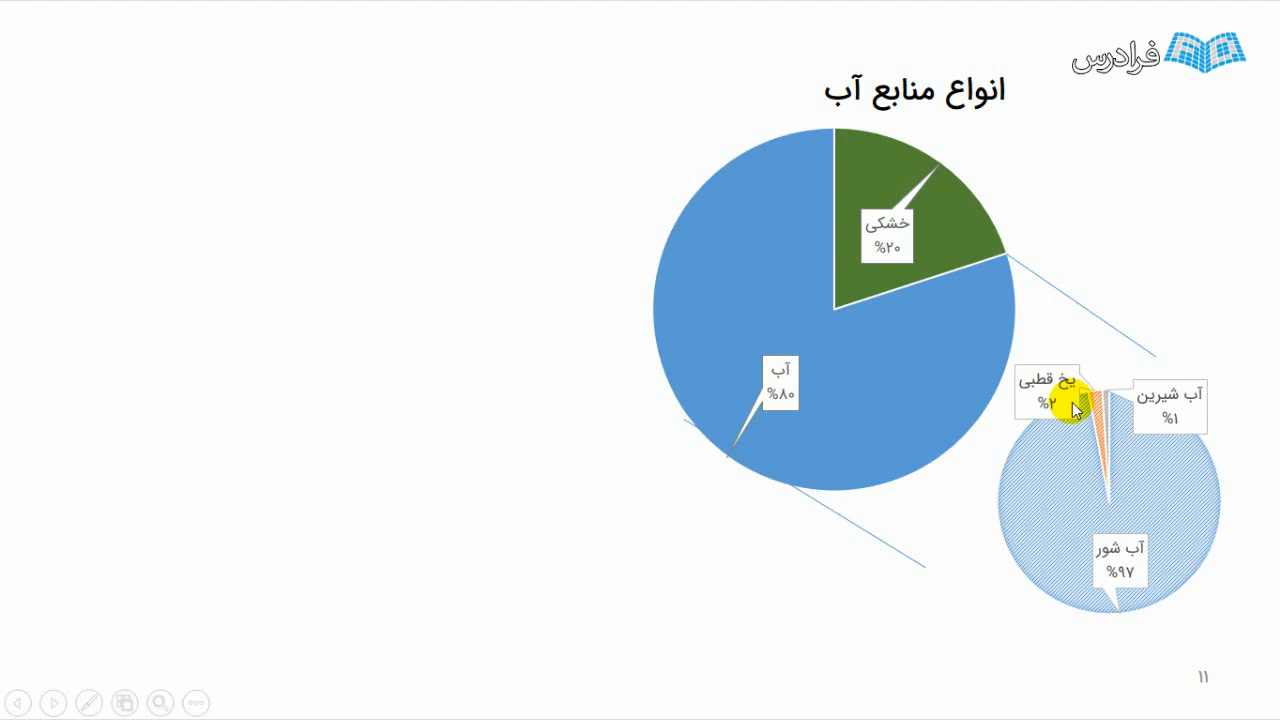 فرادرس
انواع منابع آب
خشکی
%۲۰
آب
%۸۰
یخ قطبی
%۲
آب شیرین
%۱
آب شور
%۹۷
۱۱